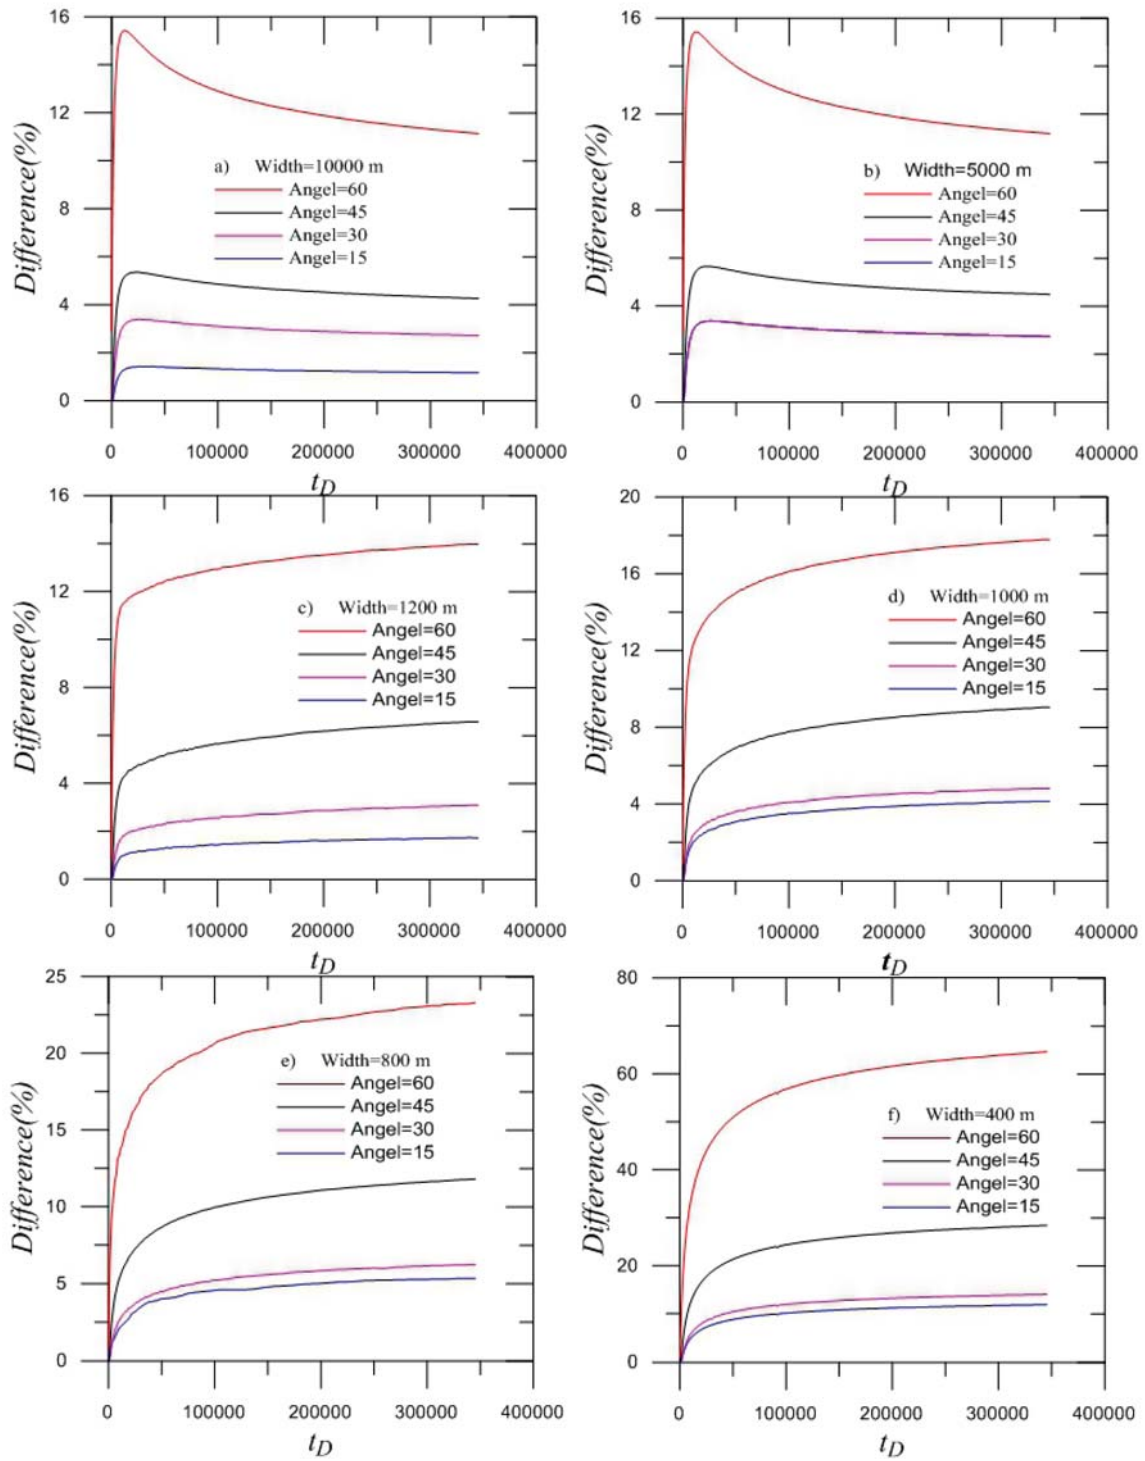 16
12
8
4
0
Difference(%)
a) Width=10000 m
Angel=60
Angel=45
Angel=30
Angel=15
0 100000 200000 300000 400000
tD
16
12
8
4
0
Difference(%)
b) Width=5000 m
Angel=60
Angel=45
Angel=30
Angel=15
0 100000 200000 300000 400000
tD
16
12
8
4
0
Difference(%)
c) Width=1200 m
Angel=60
Angel=45
Angel=30
Angel=15
0 100000 200000 300000 400000
tD
20
16
12
8
4
0
Difference(%)
d) Width=1000 m
Angel=60
Angel=45
Angel=30
Angel=15
0 100000 200000 300000 400000
tD
25
20
15
10
5
0
Difference(%)
e) Width=800 m
Angel=60
Angel=45
Angel=30
Angel=15
0 100000 200000 300000 400000
tD
80
60
40
20
0
Difference(%)
f) Width=400 m
Angel=60
Angel=45
Angel=30
Angel=15
0 100000 200000 300000 400000
tD